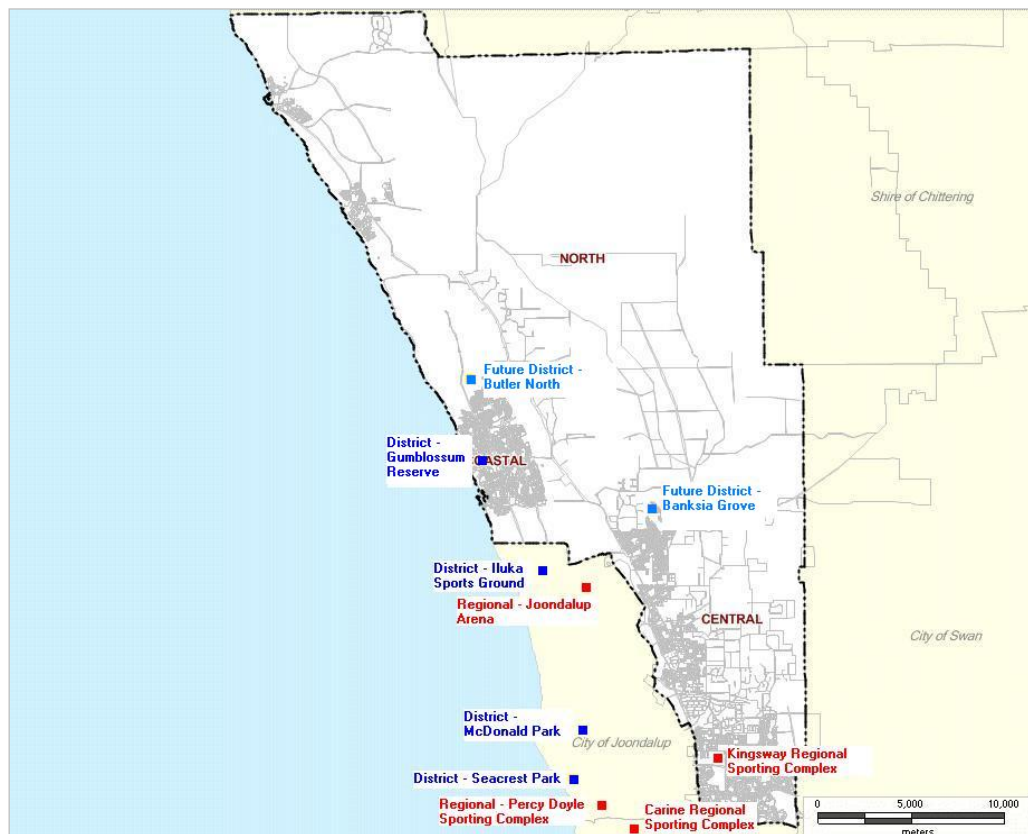 Shire of Chittering
NORTH
Future District -
Butler North
District -
Gumblossum
Reserve
COASTAL
Future District -
Banksia Grove
District - Iluka
Sports Ground
Regional - Joondalup
Arena
CENTRAL
City of Swan
District -
McDonald Park
City of Joondalup
Kingsway Regional
Sporting Complex
District - Seacrest Park
Regional - Percy Doyle
Sporting Complex
Carine Regional
Sporting Complex
0 5,000 10,000
meters